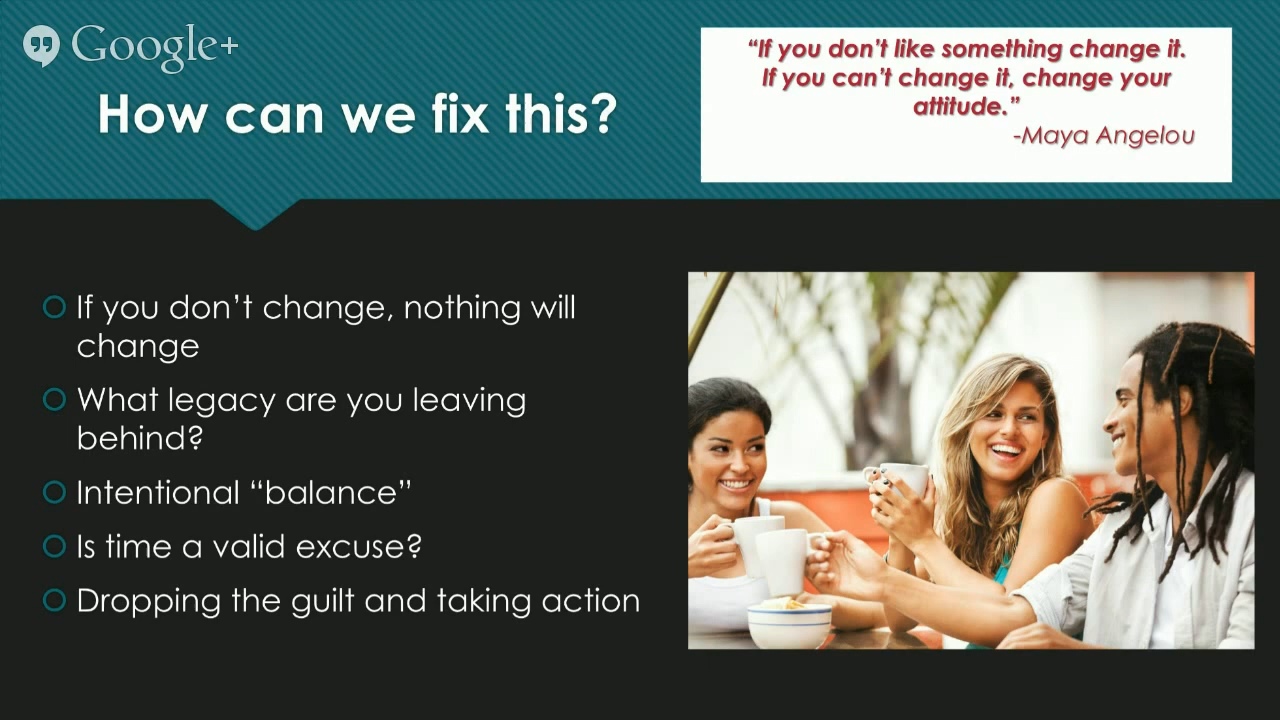 Google+
How can we fix this?
“If you don’t like something change it.
If you can’t change it, change your
attitude.”
-Maya Angelou
If you don’t change, nothing will
change
What legacy are you leaving
behind?
Intentional “balance”
Is time a valid excuse?
Dropping the guilt and taking action